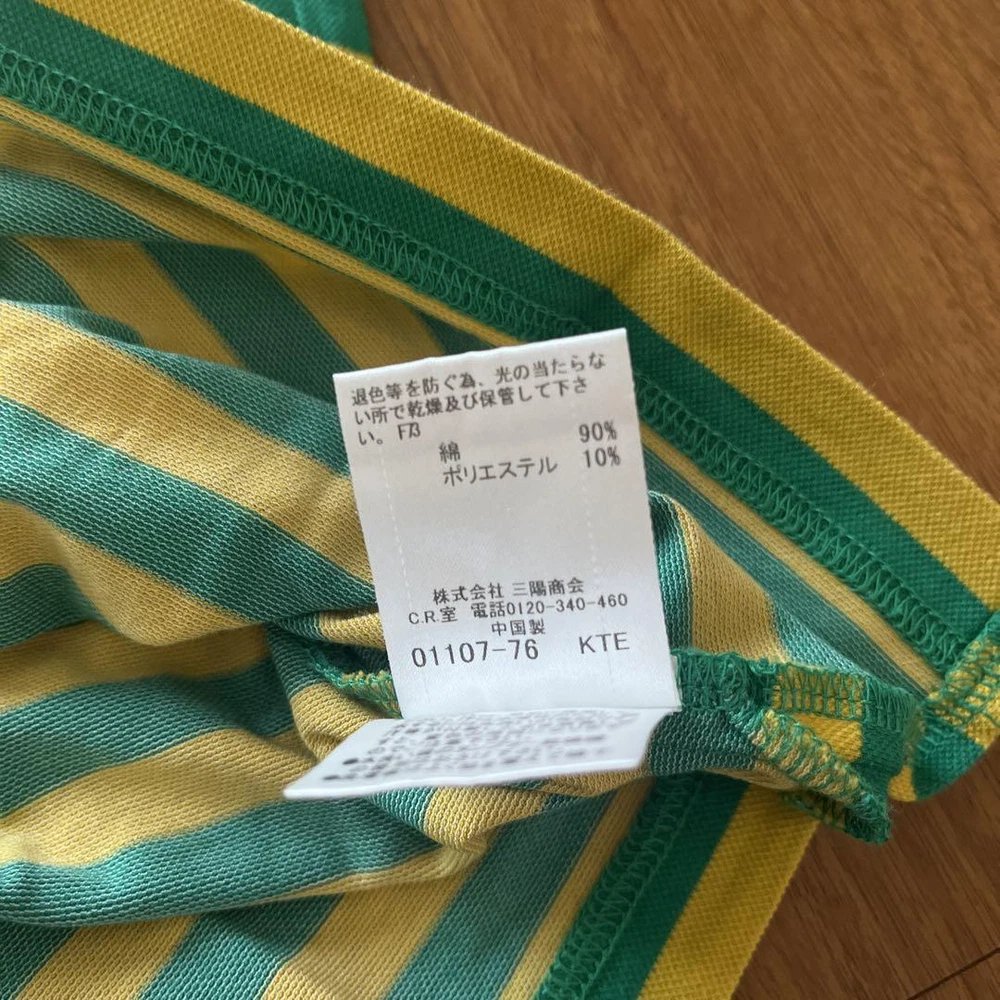 退色等を防ぐ為、光の当たらな
い所で乾燥及び保管して下さ
い。 F73
綿 90%
ポリエステル 10%
株式会社 三陽商会
C.R.室 電話0120-340-460
中国製
01107-76 KTE